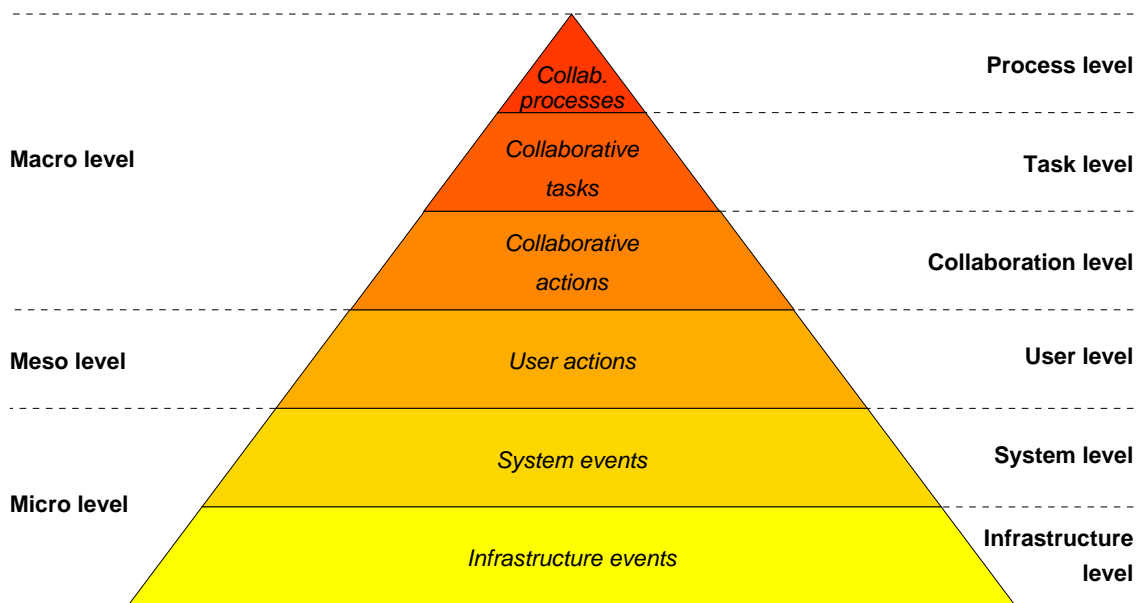 Process level
Collab.
processes
Macro level
Collaborative
tasks
Task level
Collaborative
actions
Collaboration level
Meso level
User actions
User level
System events
System level
Micro level
Infrastructure events
Infrastructure
level